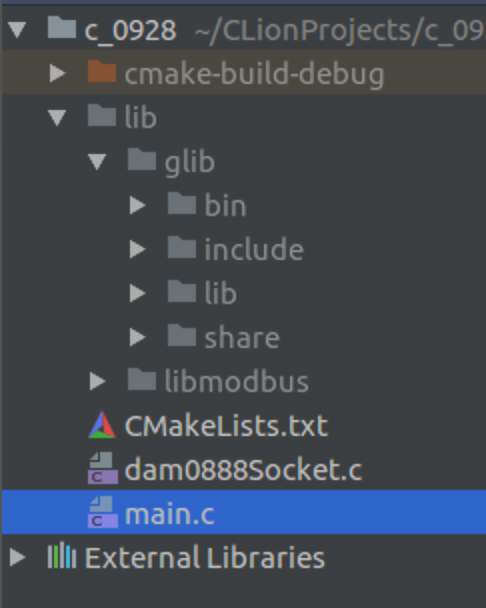 c_0928 ~/CLionProjects/c_09
cmake-build-debug
lib
glib
bin
include
lib
share
libmodbus
CMakeLists.txt
dam0888Socket.c
main.c
External Libraries